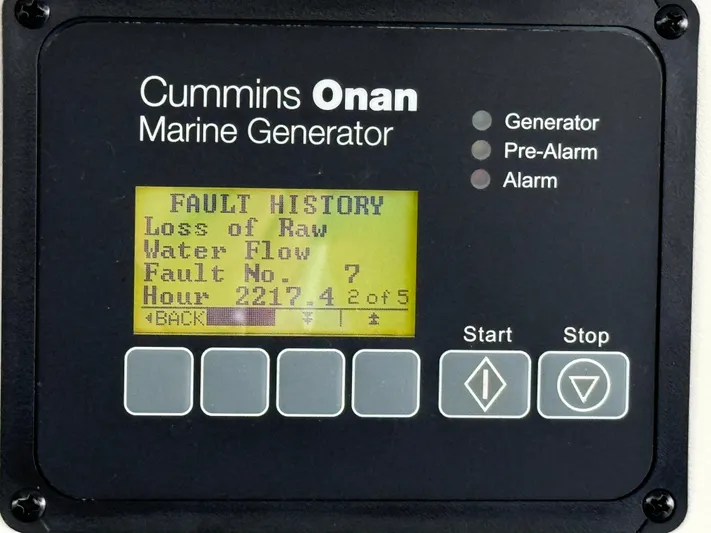 Cummins Onan
Marine Generator
Generator
Pre-Alarm
Alarm
FAULT HISTORY
Loss of Raw
Water Flow
Fault No. 7
Hour 2217.4 2 of 5
◂BACK
Start Stop